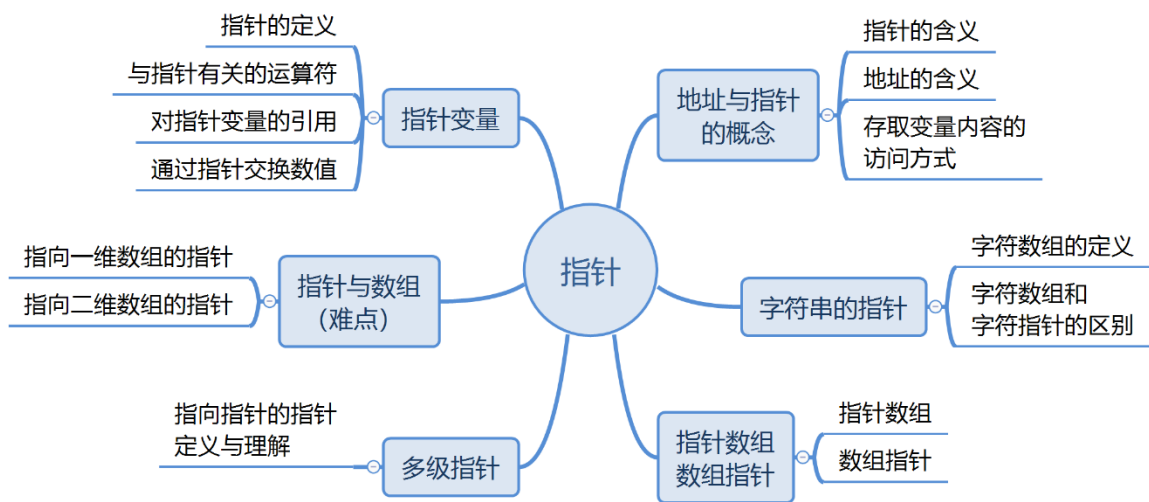 指针
地址与指针
的概念
指针的含义
地址的含义
存取变量内容的
访问方式
字符串的指针
字符数组的定义
字符数组和
字符指针的区别
指针数组
数组指针
指针数组
数组指针
指针变量
指针的定义
与指针有关的运算符
对指针变量的引用
通过指针交换数值
指针与数组
（难点）
指向一维数组的指针
指向二维数组的指针
多级指针
指向指针的指针
定义与理解